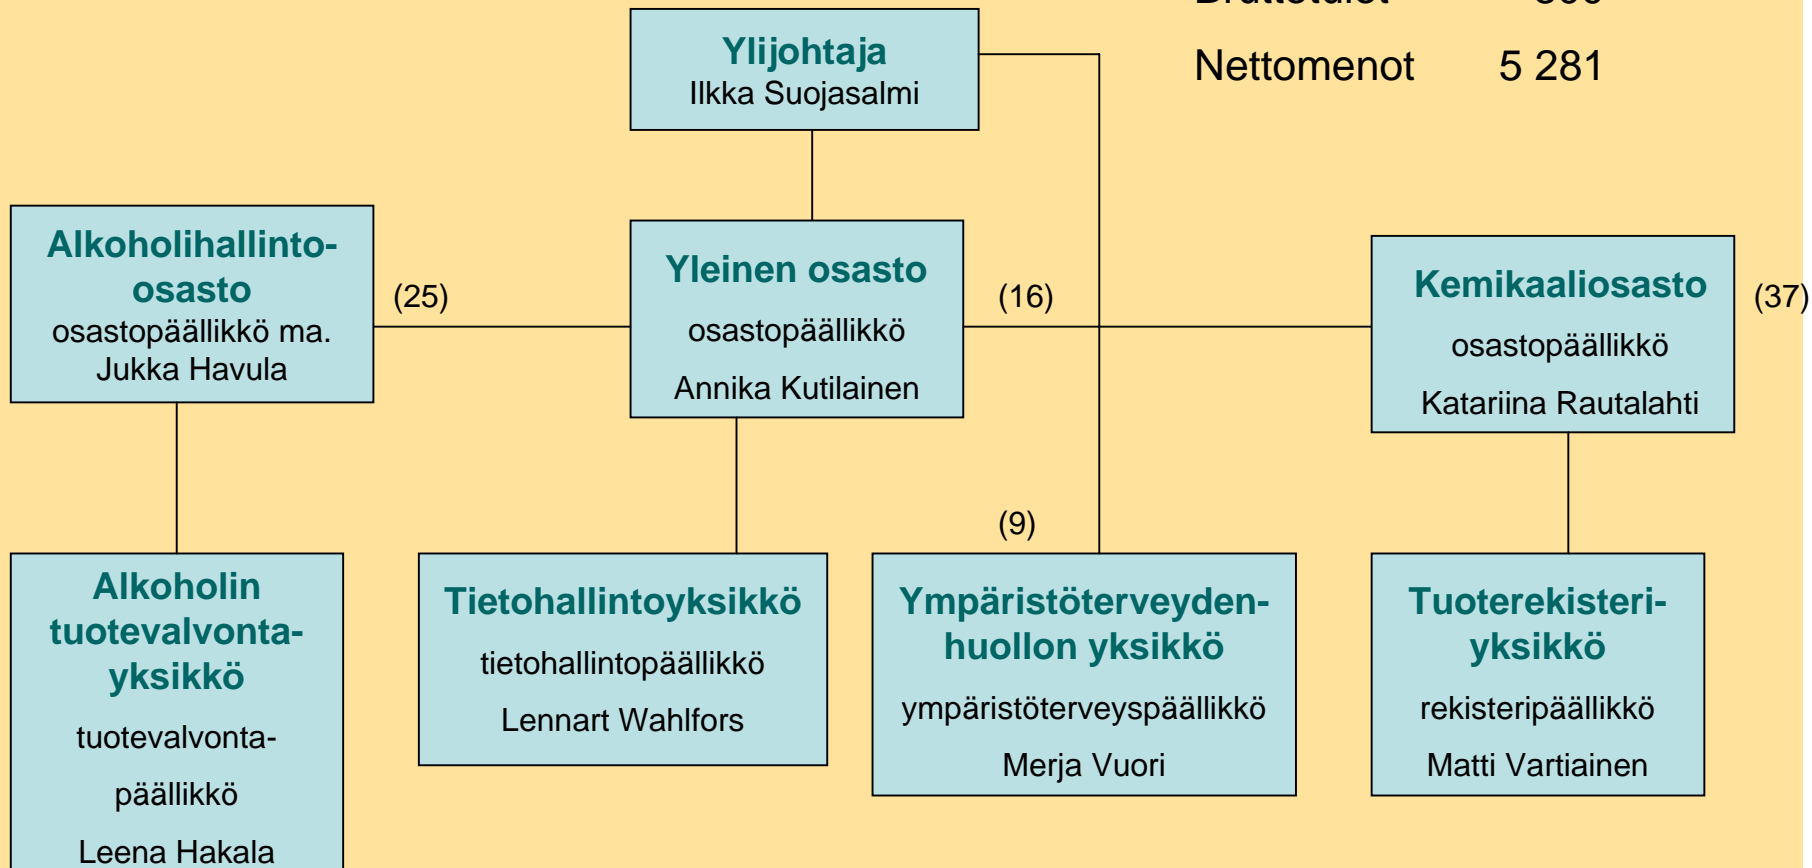 Nettomenot 5 281
Ylijohtaja
Ilkka Suojasalmi
Alkoholihallinto-
osasto
osastopäällikkö ma.
Jukka Havula
(25)
Yleinen osasto
osastopäällikkö
Annika Kutilainen
(16)
Kemikaaliosasto
osastopäällikkö
Katariina Rautalahti
(37)
Alkoholin
tuotevalvonta-
yksikkö
tuotevalvonta-
päällikkö
Leena Hakala
Tietohallintoyksikkö
tietohallintopäällikkö
Lennart Wahlfors
(9)
Ympäristöterveyden-
huollon yksikkö
ympäristöterveyspäällikkö
Merja Vuori
Tuoterekisteri-
yksikkö
rekisteripäällikkö
Matti Vartiainen